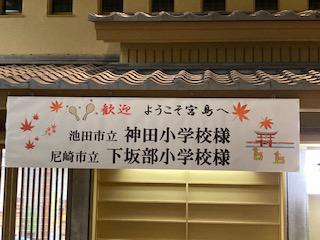 歓迎 ようこそ宮島へ
池田市立 神田小学校様
尼崎市立 下坂部小学校様